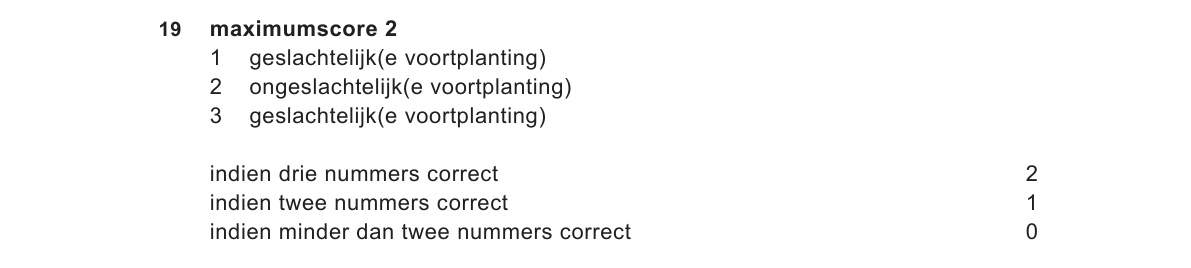 19 maximumscore 2
1 geslachtelijk(e voortplanting)
2 ongeslachtelijk(e voortplanting)
3 geslachtelijk(e voortplanting)
indien drie nummers correct 2
indien twee nummers correct 1
indien minder dan twee nummers correct 0